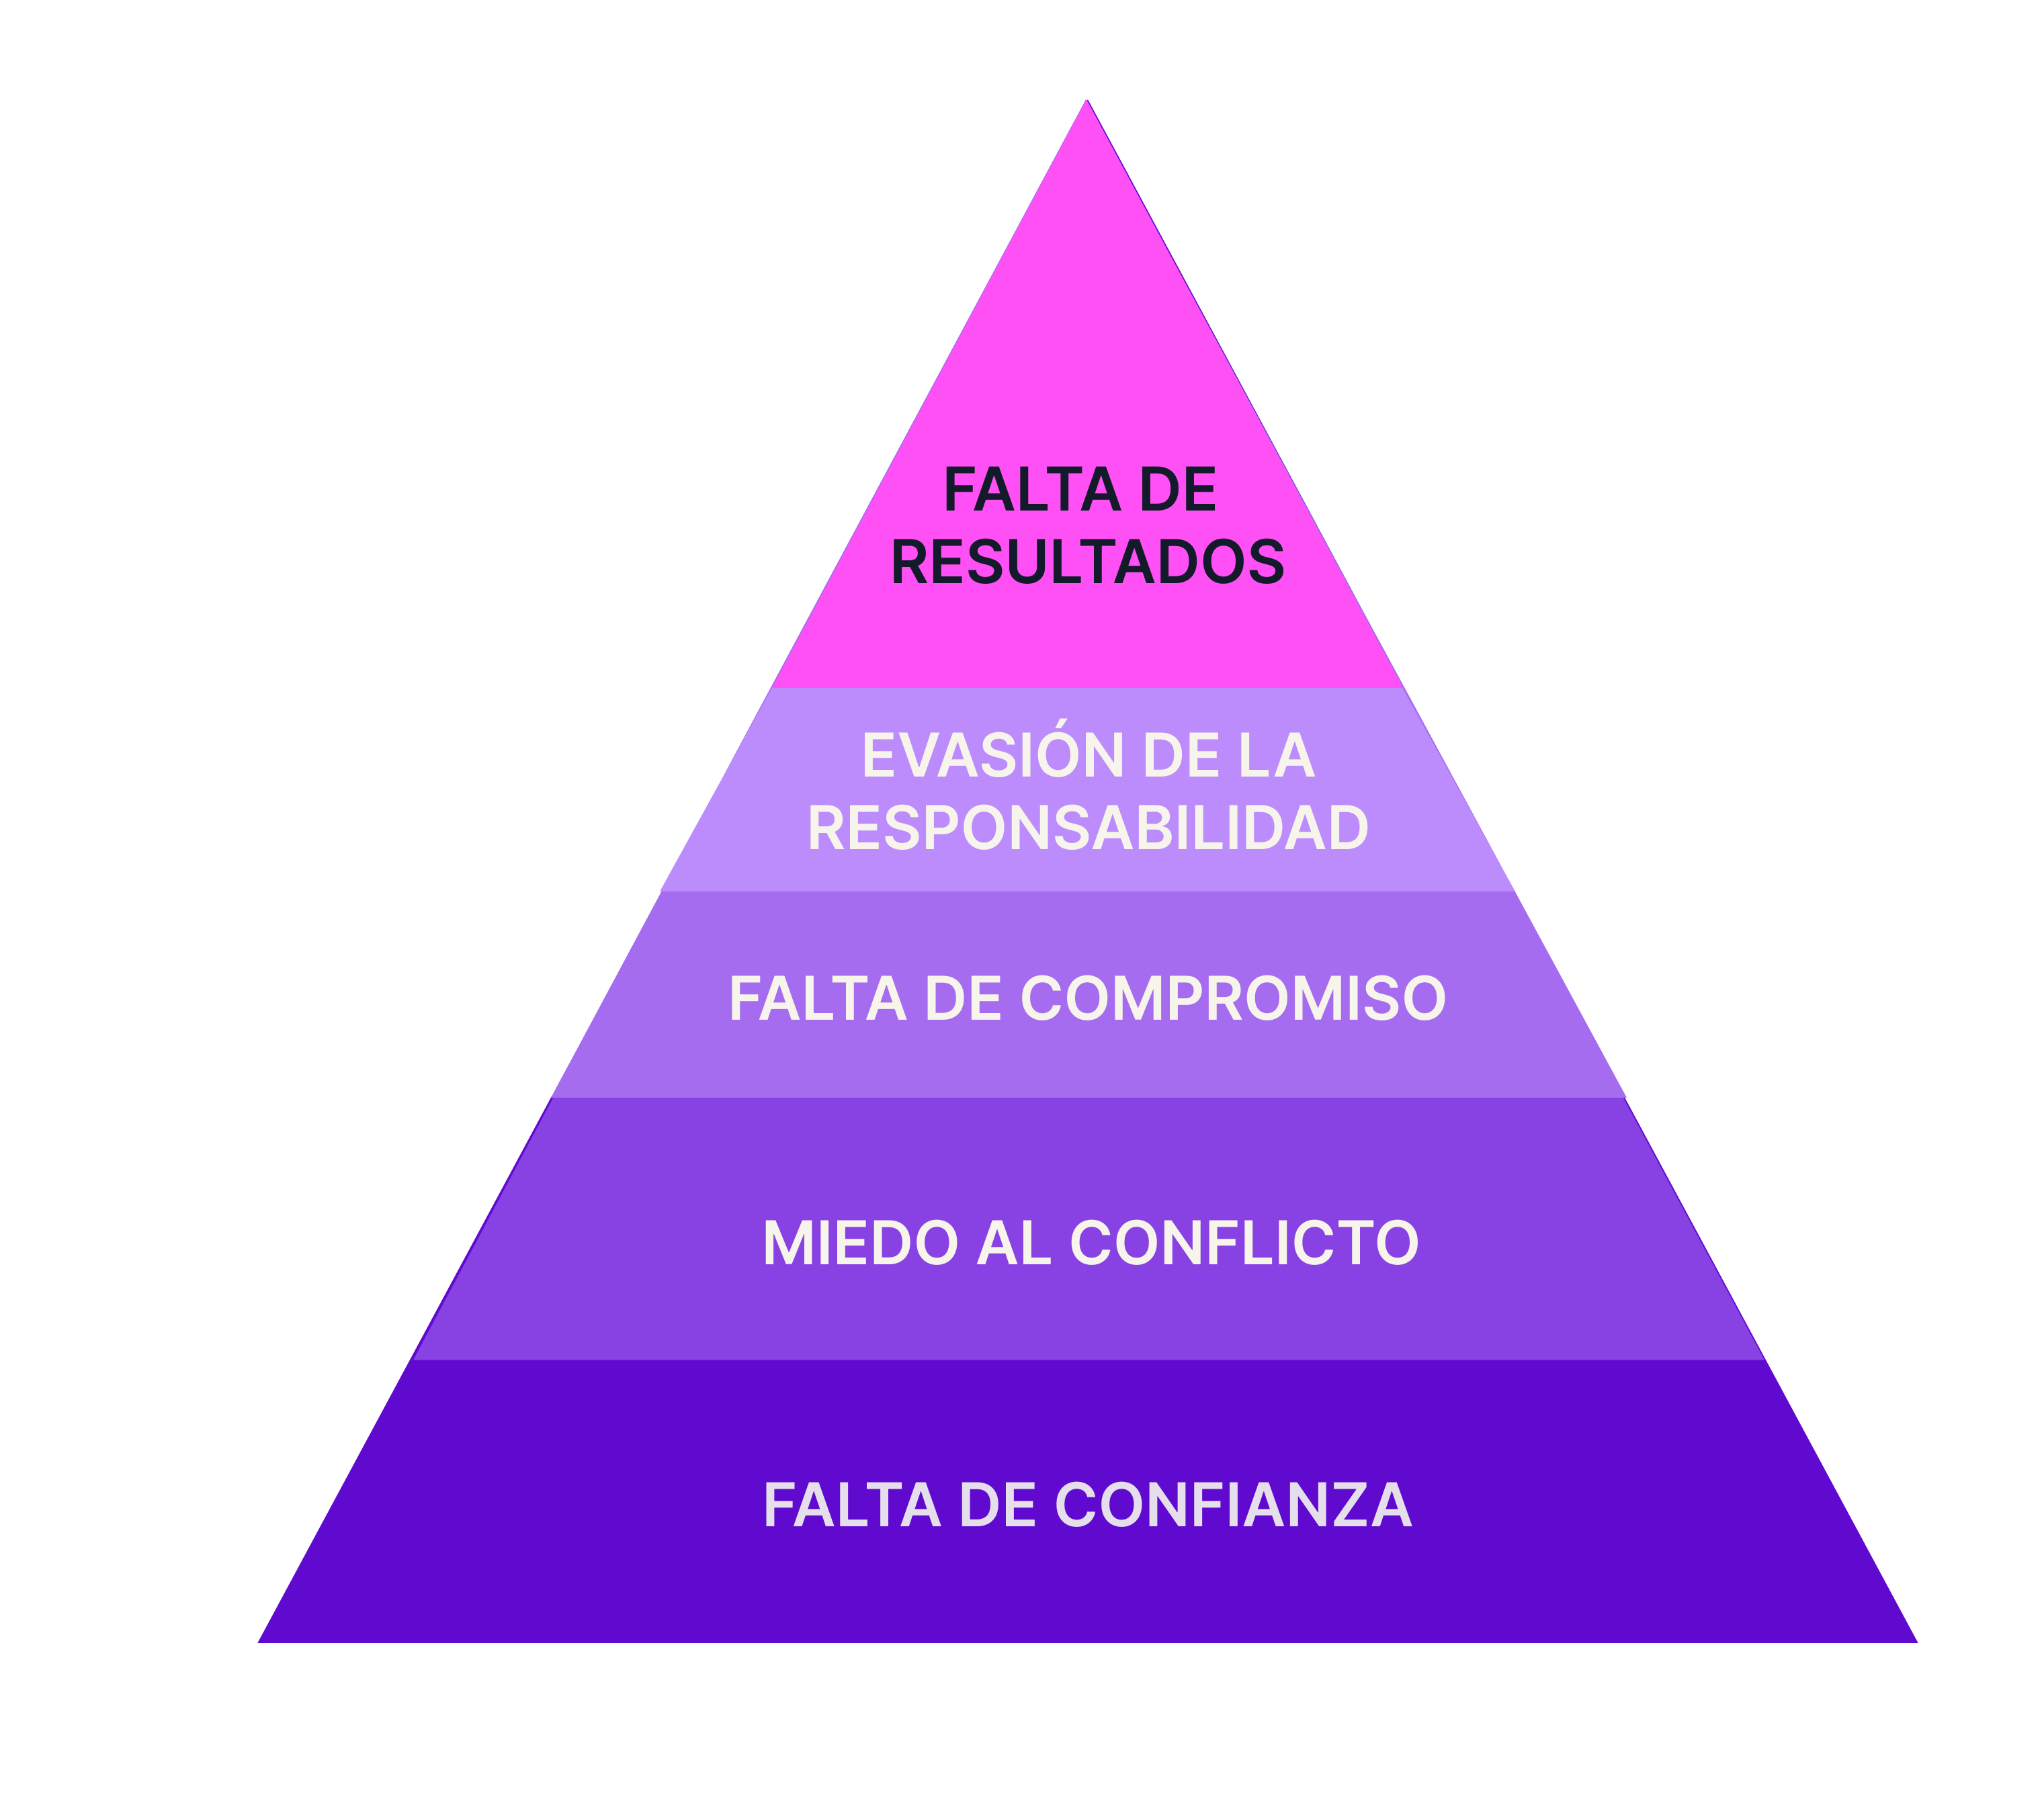 FALTA DE
RESULTADOS
EVASIÓN DE LA
RESPONSABILIDAD
FALTA DE COMPROMISO
MIEDO AL CONFLICTO
FALTA DE CONFIANZA